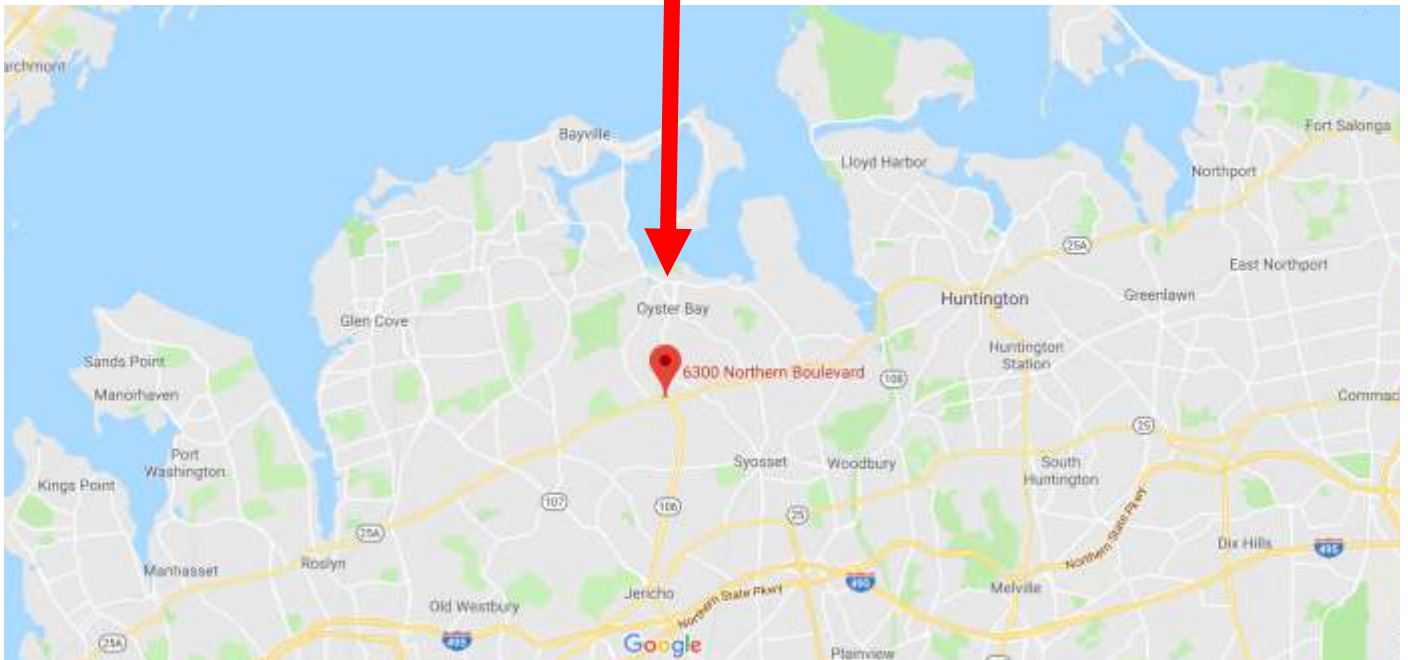 archmont
Bayville
Fort Salonga
Lloyd Harbor
Northport
25A
East Northport
Oyster Bay
Huntington
Greenlawn
Glen Cove
Huntington
Station
Sands Point
6300 Northern Boulevard
108
Manorhaven
Commac
25
Port
Washington
Syosset
Woodbury
South
Huntington
Kings Point
107
106
25
25A
Northern State Pkwy
Dix Hills
495
Manhasset
Roslyn
Jericho
Northern State Pkwy
Melville
Old Westbury
495
Google
25A
Plainview